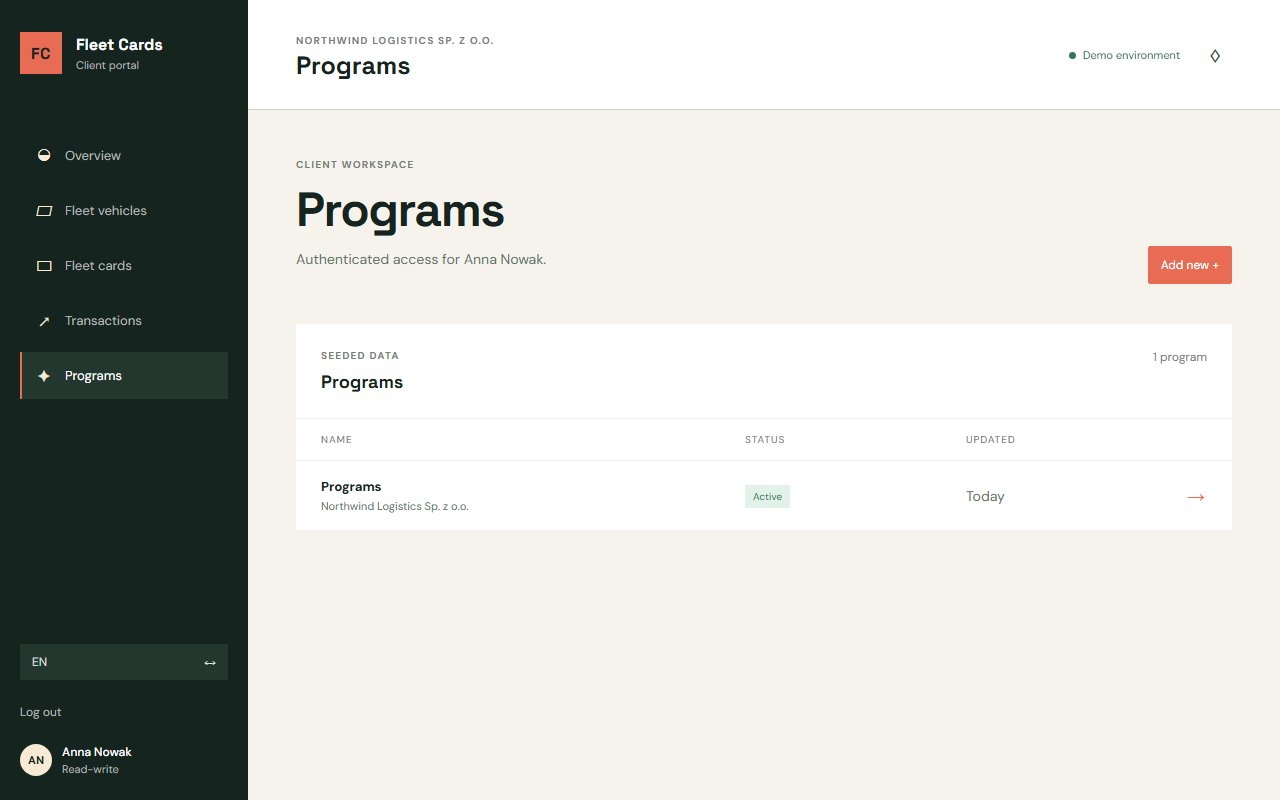 FC
Fleet Cards
Client portal
Overview
Fleet vehicles
Fleet cards
Transactions
Programs
EN
Log out
AN
Anna Nowak
Read-write
NORTHWIND LOGISTICS SP. Z O.O.
Programs
Demo environment
CLIENT WORKSPACE
Programs
Authenticated access for Anna Nowak.
Add new +
SEEDED DATA
Programs
1 program
NAME STATUS UPDATED
Programs
Northwind Logistics Sp. z o.o.
Active
Today